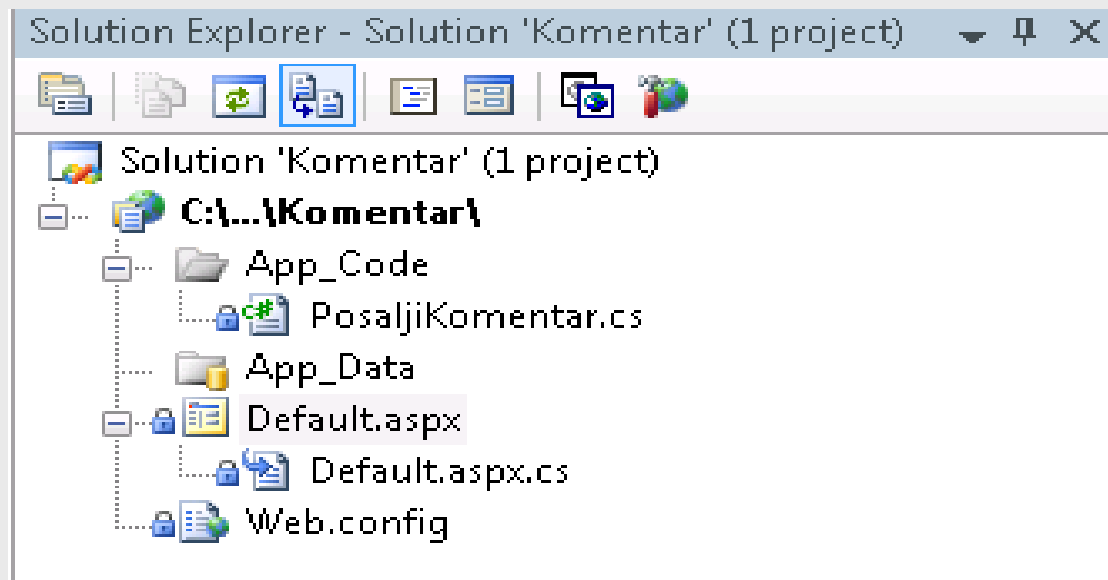 Solution Explorer - Solution 'Komentar' (1 project)
Solution 'Komentar' (1 project)
C:\...\Komentar\
App_Code
C# PosaljiKomentar.cs
App_Data
Default.aspx
Default.aspx.cs
Web.config